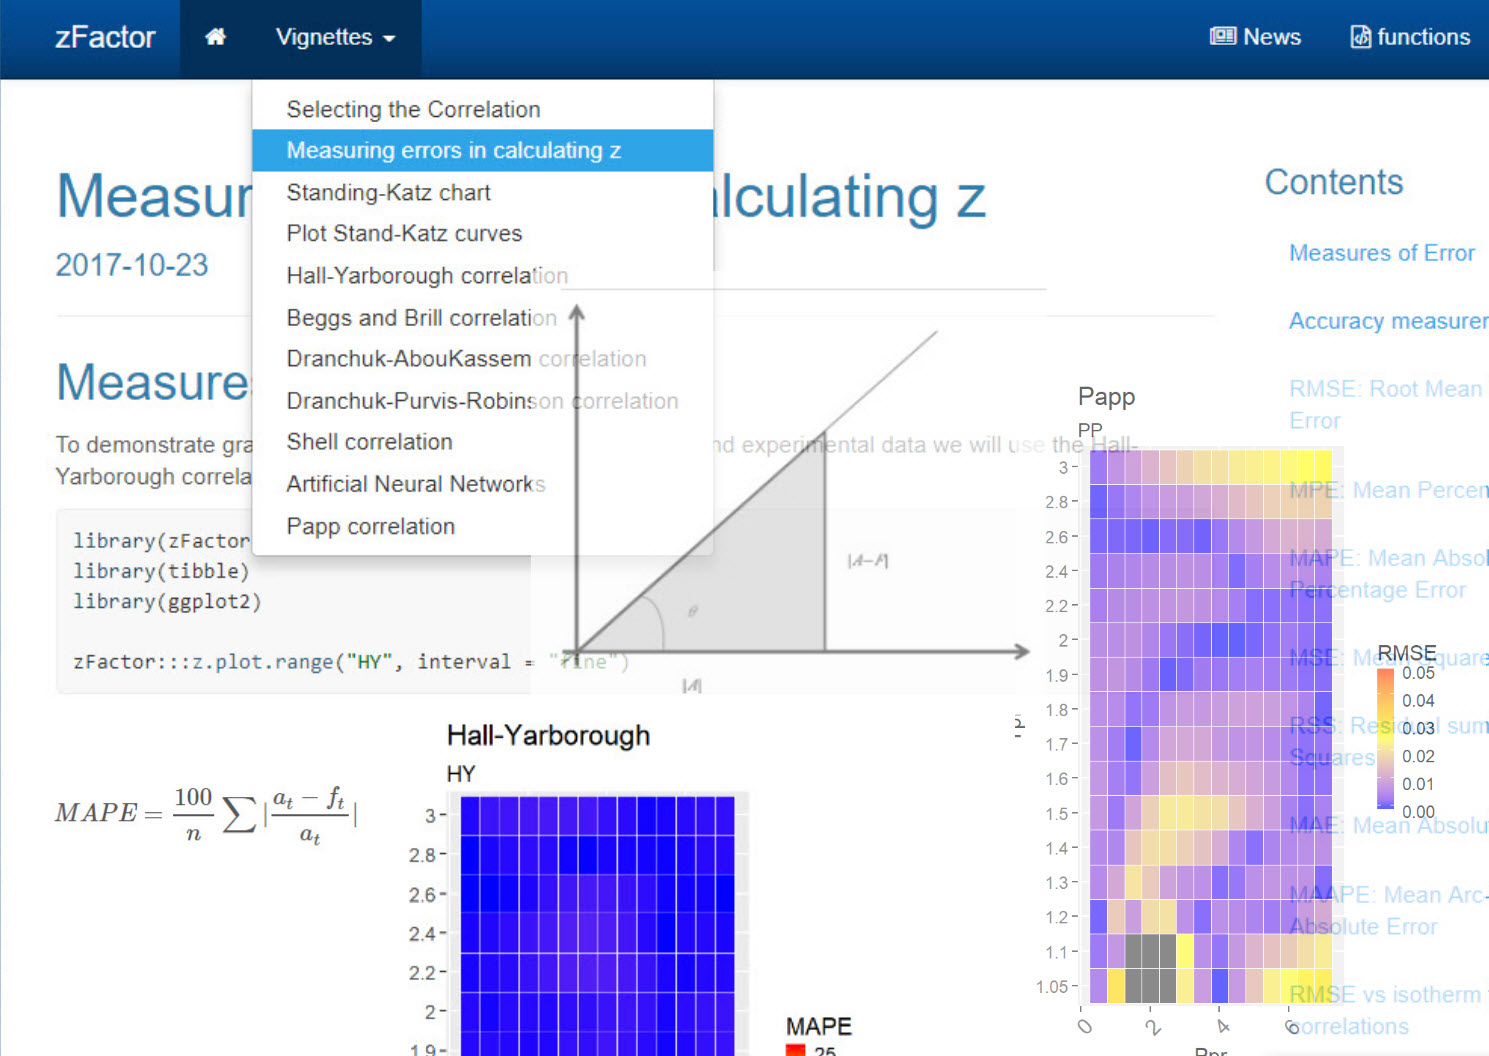 zFactor
Vignettes
News
functions
Selecting the Correlation
Measuring errors in calculating z
Standing-Katz chart
Plot Stand-Katz curves
Hall-Yarborough correlation
Beggs and Brill correlation
Dranchuk-AbouKassem correlation
Dranchuk-Purvis-Robinson correlation
Shell correlation
Artificial Neural Networks
Papp correlation
Measur lculating z
2017-10-23
Measure
To demonstrate gra nd experimental data we will use the Hall-
Yarborough correla
library(zFactor
library(tibble)
library(ggplot2)
zFactor:::z.plot.range("HY", interval = "fine")
|A-F|
θ
|A|
MAPE = 100/n ∑ |(a_t − f_t)/a_t|
Hall-Yarborough
HY
3
2.8
2.6
2.4
2.2
2
1.9
MAPE
25
Papp
PP
3
2.8
2.6
2.4
2.2
2
1.9
1.8
1.7
1.6
1.5
1.4
1.3
1.2
1.1
1.05
0 2 4 6
Ppr
RMSE
0.05
0.04
0.03
0.02
0.01
0.00
Contents
Measures of Error
Accuracy measurer
RMSE: Root Mean
Error
MPE: Mean Percen
MAPE: Mean Absol
Percentage Error
MSE: Mean Square
RSS: Residual sum
Squares
MAE: Mean Absolu
MAAPE: Mean Arc-
Absolute Error
RMSE vs isotherm
correlations